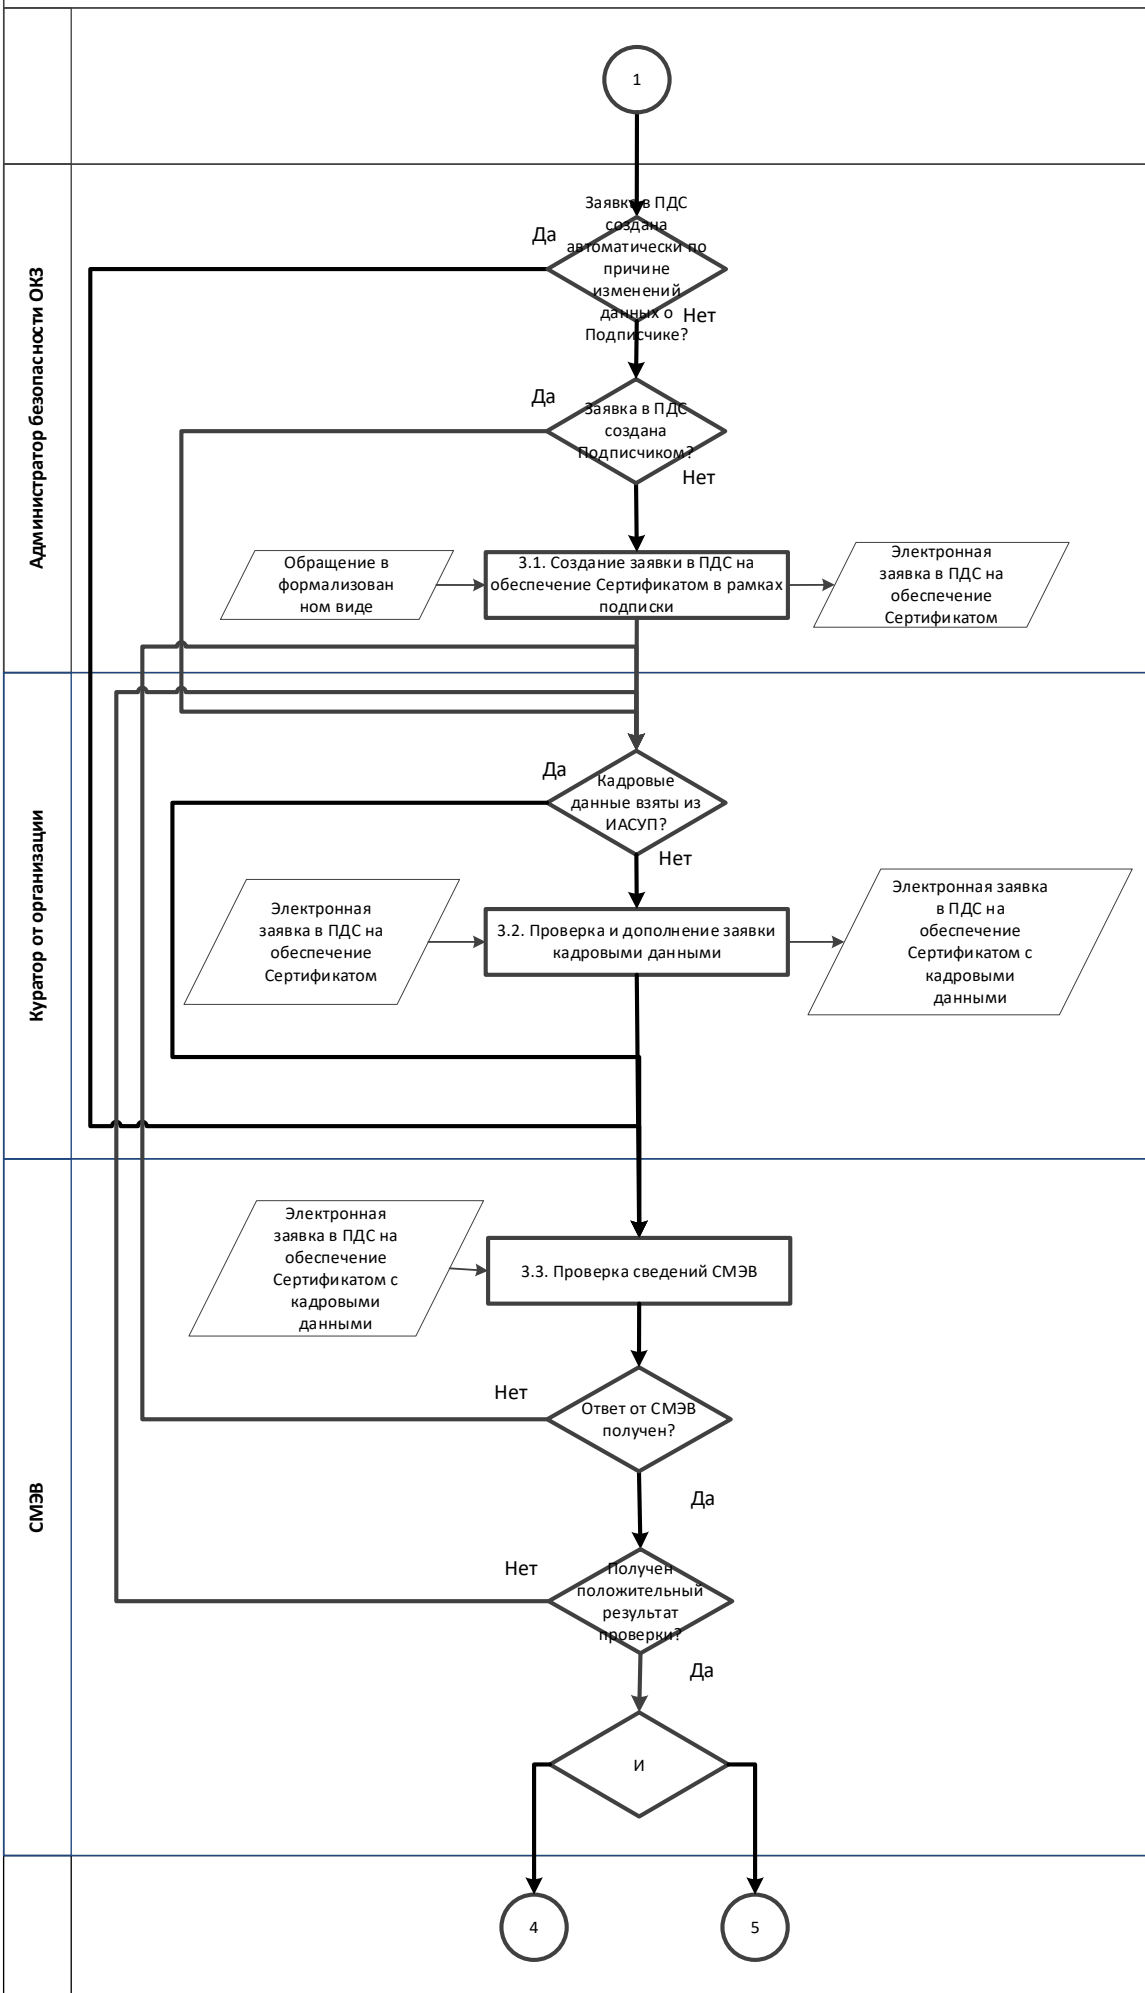 1
Администратор безопасности ОКЗ
Заявка в ПДС
создана
автоматически по
причине
изменений
данных о
Подписчике?
Да
Нет
Заявка в ПДС
создана
Подписчиком?
Да
Нет
Обращение в
формализован
ном виде
3.1. Создание заявки в ПДС на
обеспечение Сертификатом в рамках
подписки
Электронная
заявка в ПДС на
обеспечение
Сертификатом
Куратор от организации
Да
Кадровые
данные взяты из
ИАСУП?
Нет
Электронная
заявка в ПДС на
обеспечение
Сертификатом
3.2. Проверка и дополнение заявки
кадровыми данными
Электронная заявка
в ПДС на
обеспечение
Сертификатом с
кадровыми
данными
СМЭВ
Электронная
заявка в ПДС на
обеспечение
Сертификатом с
кадровыми
данными
3.3. Проверка сведений СМЭВ
Нет
Ответ от СМЭВ
получен?
Да
Нет
Получен
положительный
результат
проверки?
Да
И
4
5